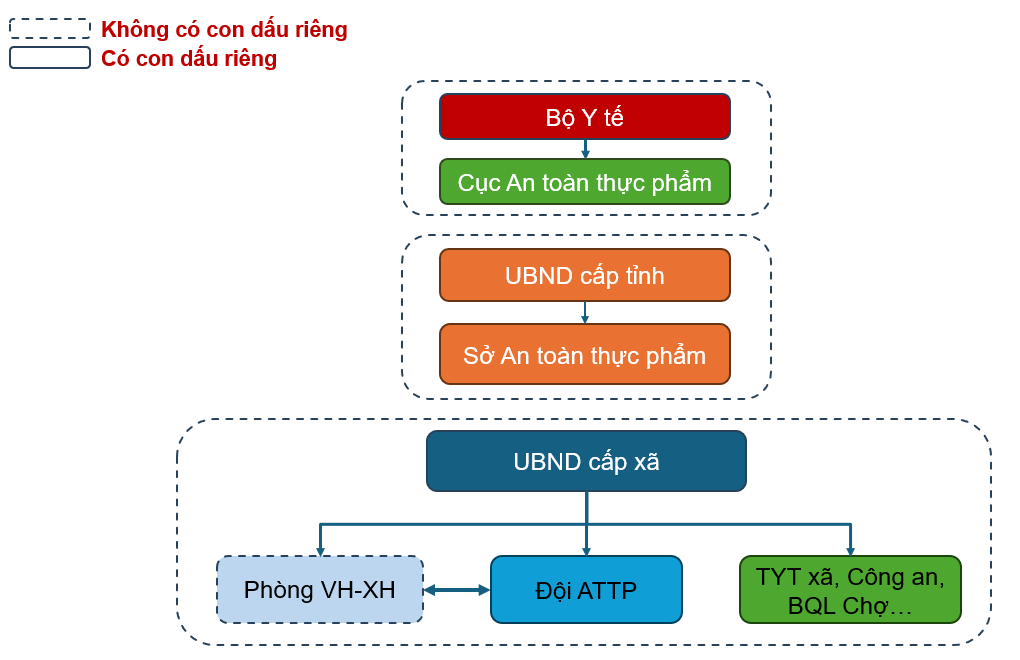 Không có con dấu riêng
Có con dấu riêng
Bộ Y tế
Cục An toàn thực phẩm
UBND cấp tỉnh
Sở An toàn thực phẩm
UBND cấp xã
Phòng VH-XH
Đội ATTP
TYT xã, Công an,
BQL Chợ...